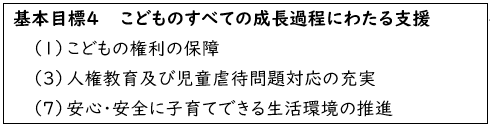 基本目標4　こどものすべての成長過程にわたる支援
（1）こどもの権利の保障
（3）人権教育及び児童虐待問題対応の充実
（7）安心・安全に子育てできる生活環境の推進